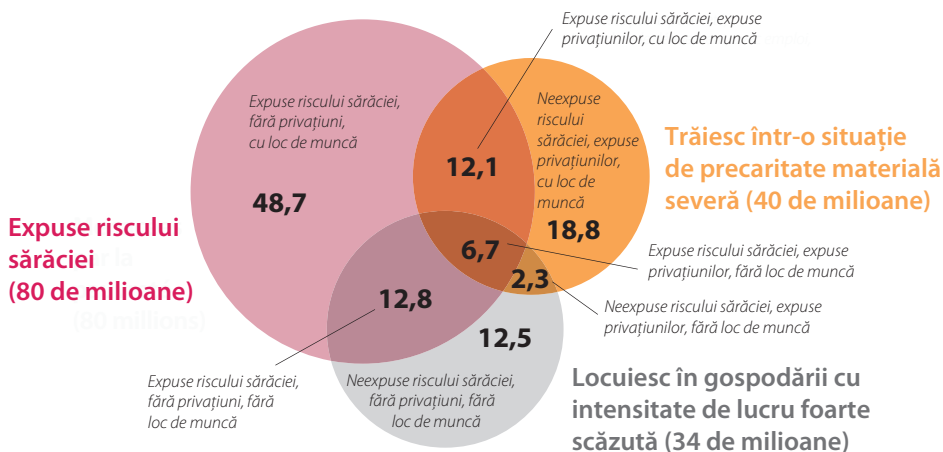 Expuse riscului sărăciei, expuse
privațiunilor, cu loc de muncă
Expuse riscului sărăciei,
fără privațiuni,
cu loc de muncă
Neexpuse
riscului
sărăciei, expuse
privațiunilor,
cu loc de
muncă
Trăiesc într-o situație
de precaritate materială
severă (40 de milioane)
12,1
48,7
18,8
Expuse riscului
sărăciei
(80 de milioane)
(80 millions)
6,7
Expuse riscului sărăciei, expuse
privațiunilor, fără loc de muncă
2,3
12,8
Neexpuse riscului sărăciei, expuse
privațiunilor, fără loc de muncă
12,5
Expuse riscului sărăciei,
fără privațiuni, fără
loc de muncă
Neexpuse riscului sărăciei,
fără privațiuni, fără
loc de muncă
Locuiesc în gospodării cu
intensitate de lucru foarte
scăzută (34 de milioane)